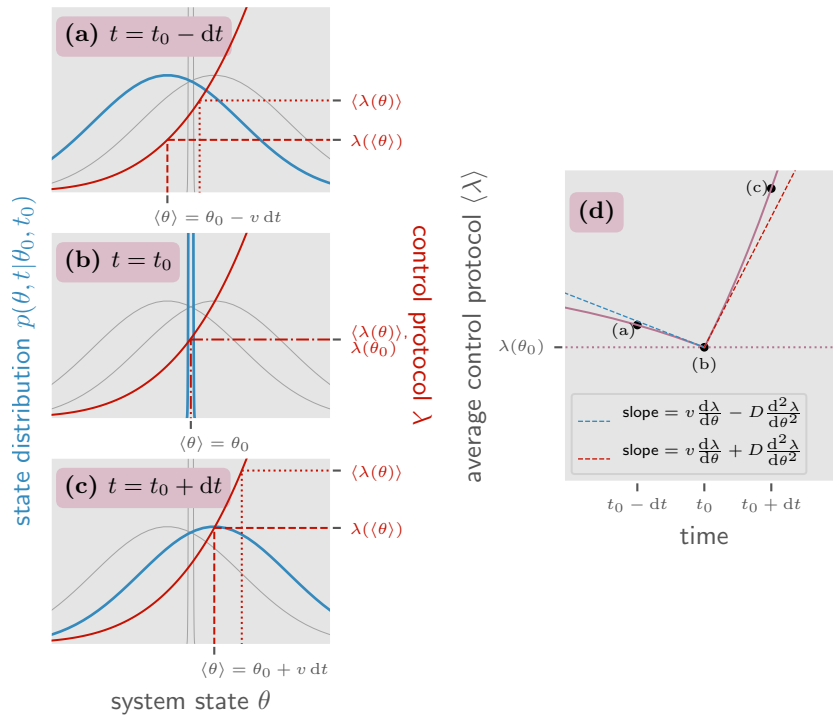 (a) t = t₀ − dt
⟨λ(θ)⟩
λ(⟨θ⟩)
⟨θ⟩ = θ₀ − v dt
(b) t = t₀
⟨λ(θ)⟩,
λ(θ₀)
⟨θ⟩ = θ₀
(c) t = t₀ + dt
⟨λ(θ)⟩
λ(⟨θ⟩)
⟨θ⟩ = θ₀ + v dt
system state θ
state distribution p(θ, t|θ₀, t₀)
control protocol λ
average control protocol ⟨λ⟩
(d)
(c)
(a)
(b)
λ(θ₀)
slope = v dλ/dθ − D d²λ/dθ²
slope = v dλ/dθ + D d²λ/dθ²
t₀ − dt t₀ t₀ + dt
time